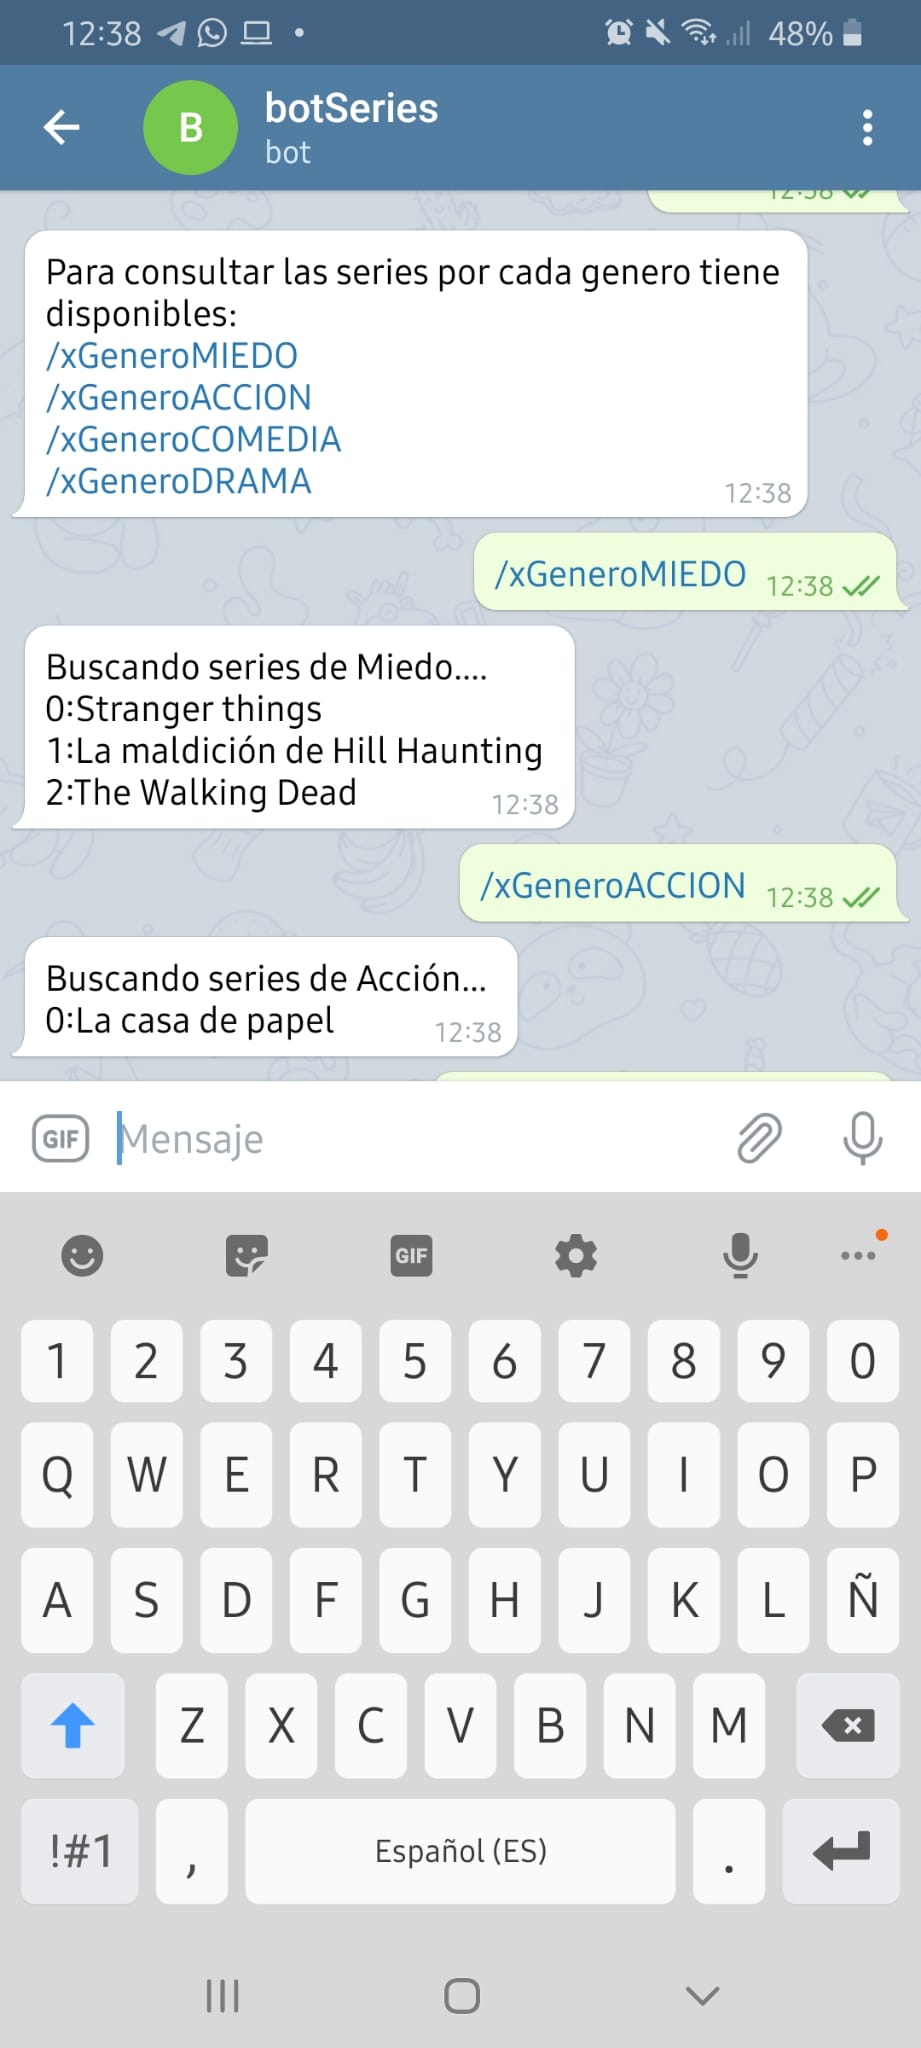 12:38
48%
B
botSeries
bot
12:38
Para consultar las series por cada genero tiene
disponibles:
/xGeneroMIEDO
/xGeneroACCION
/xGeneroCOMEDIA
/xGeneroDRAMA
12:38
/xGeneroMIEDO 12:38
Buscando series de Miedo....
0:Stranger things
1:La maldición de Hill Haunting
2:The Walking Dead
12:38
/xGeneroACCION 12:38
Buscando series de Acción...
0:La casa de papel
12:38
GIF Mensaje
GIF
1 2 3 4 5 6 7 8 9 0
Q W E R T Y U I O P
A S D F G H J K L Ñ
Z X C V B N M
!#1 , Español (ES) .